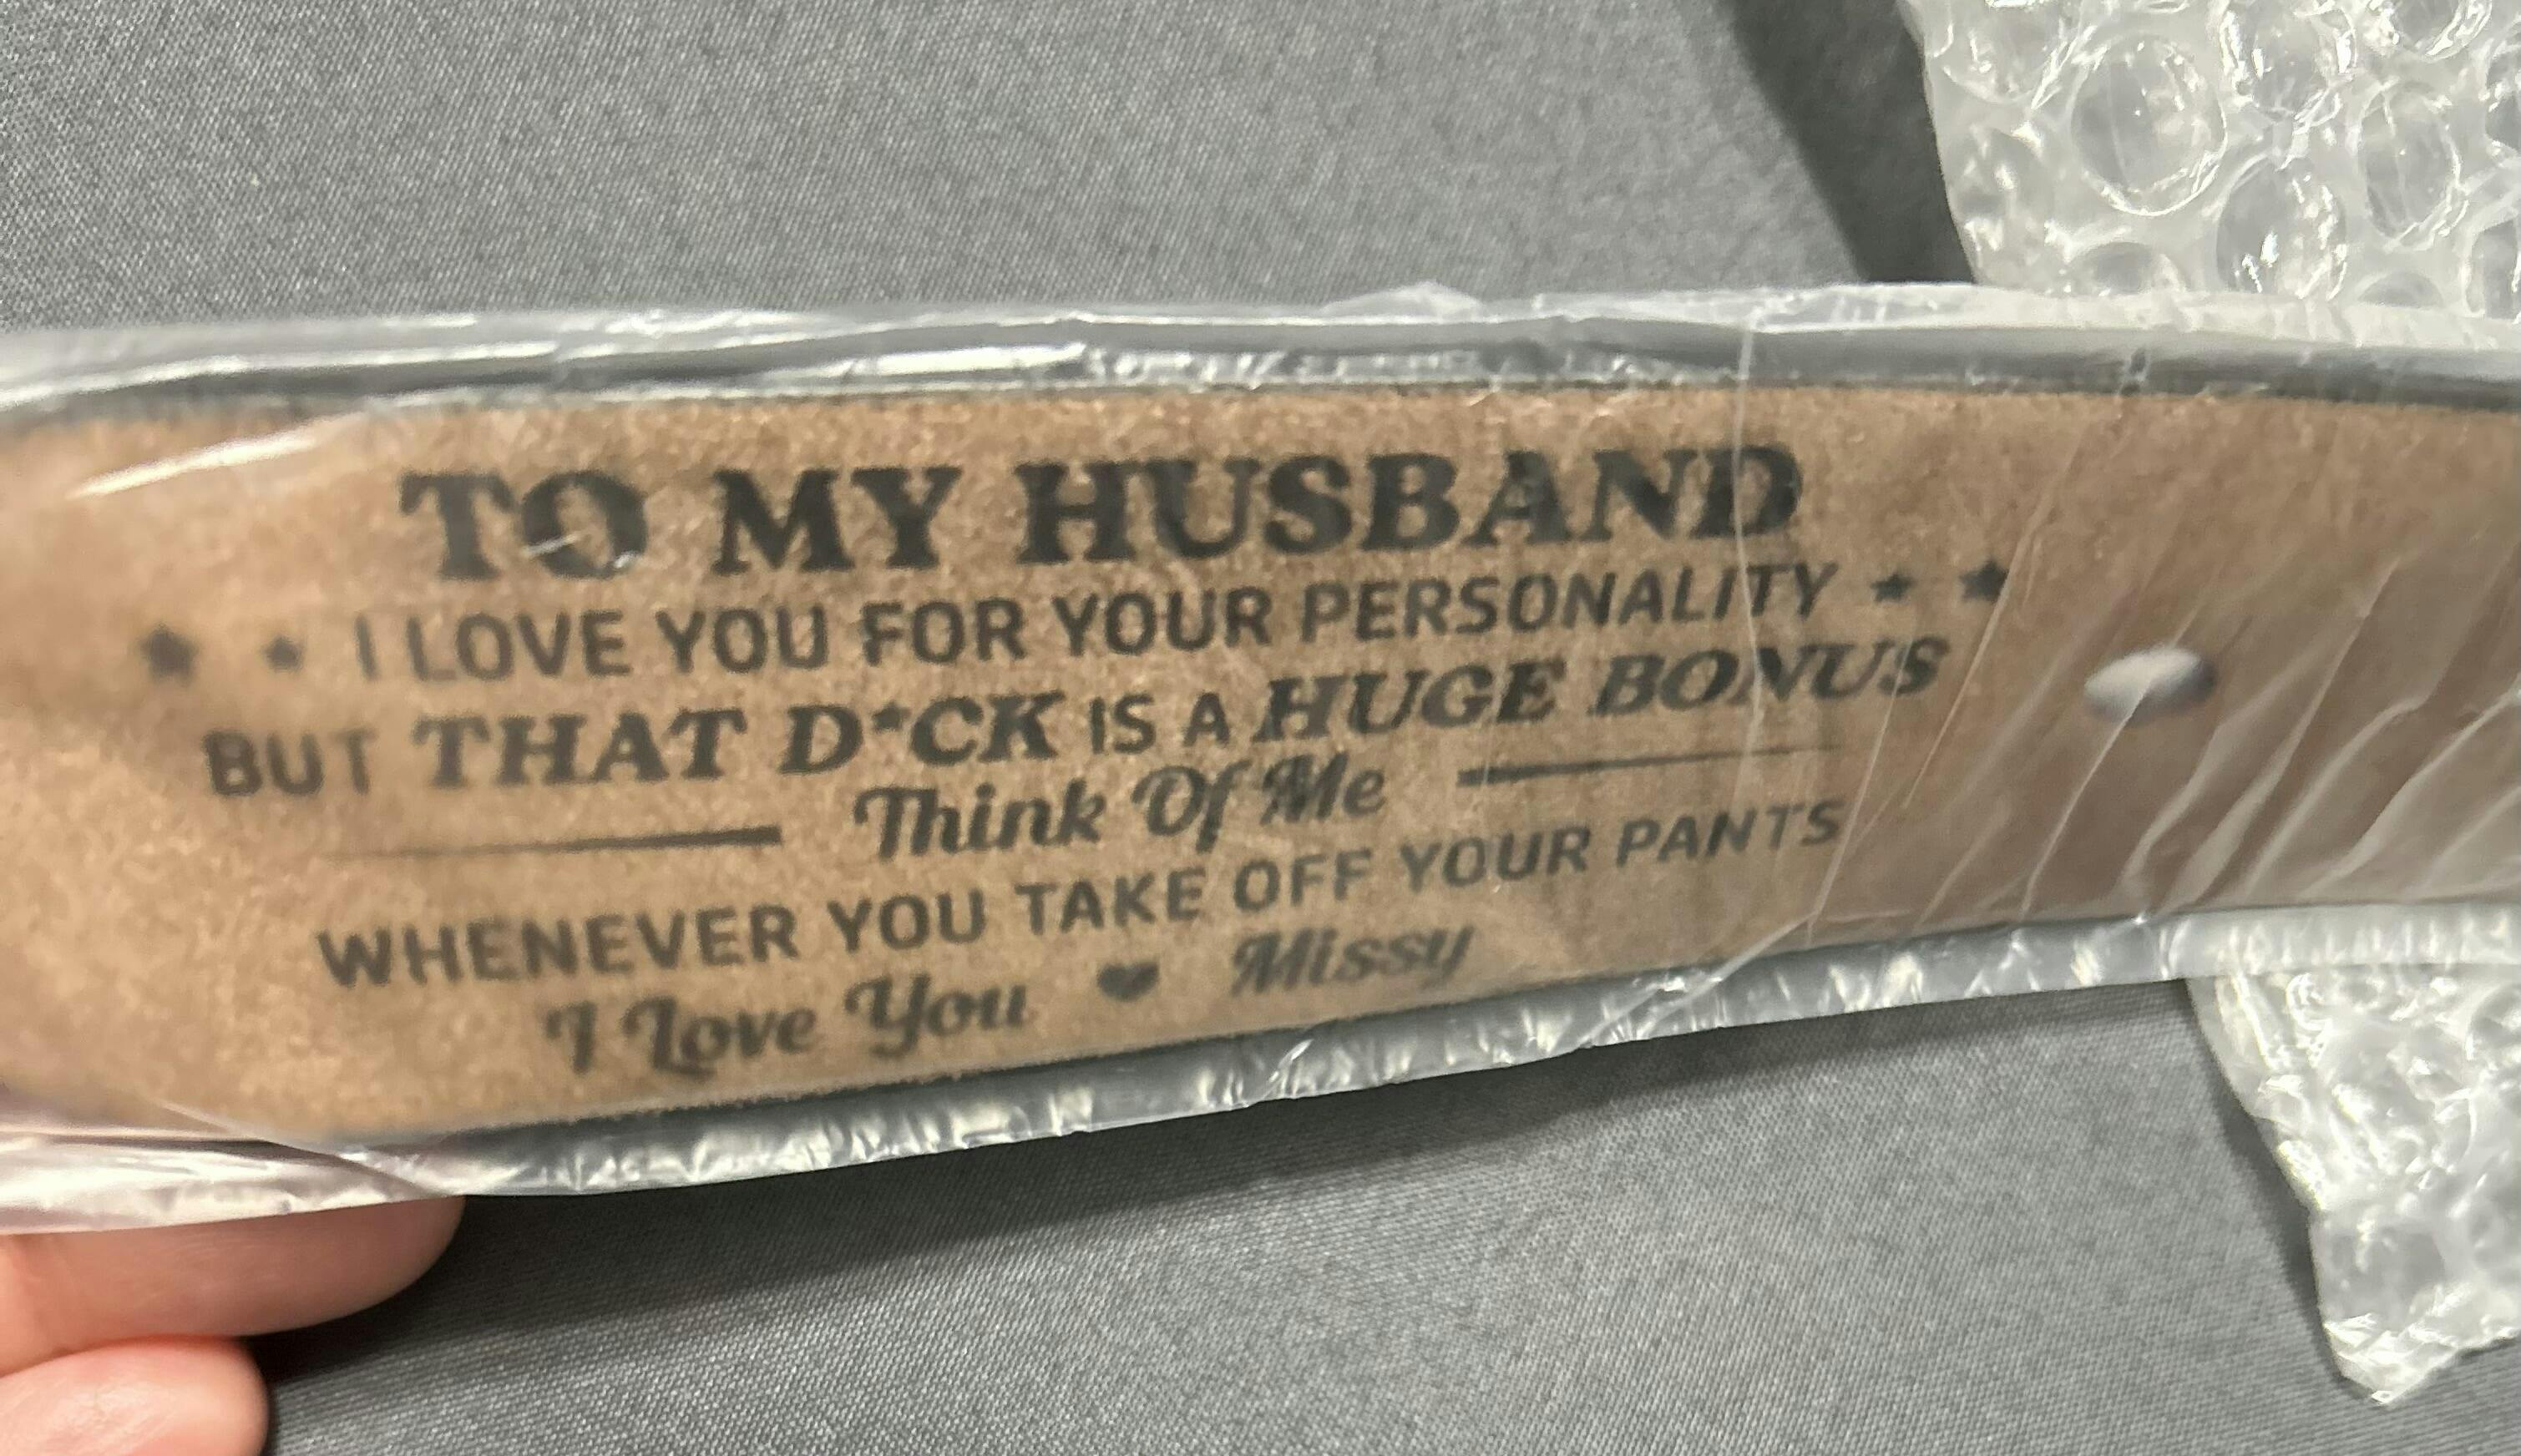 TO MY HUSBAND
I LOVE YOU FOR YOUR PERSONALITY
BUT THAT D*CK IS A HUGE BONUS
Think Of Me
WHENEVER YOU TAKE OFF YOUR PANTS
I Love You ♥ Missy